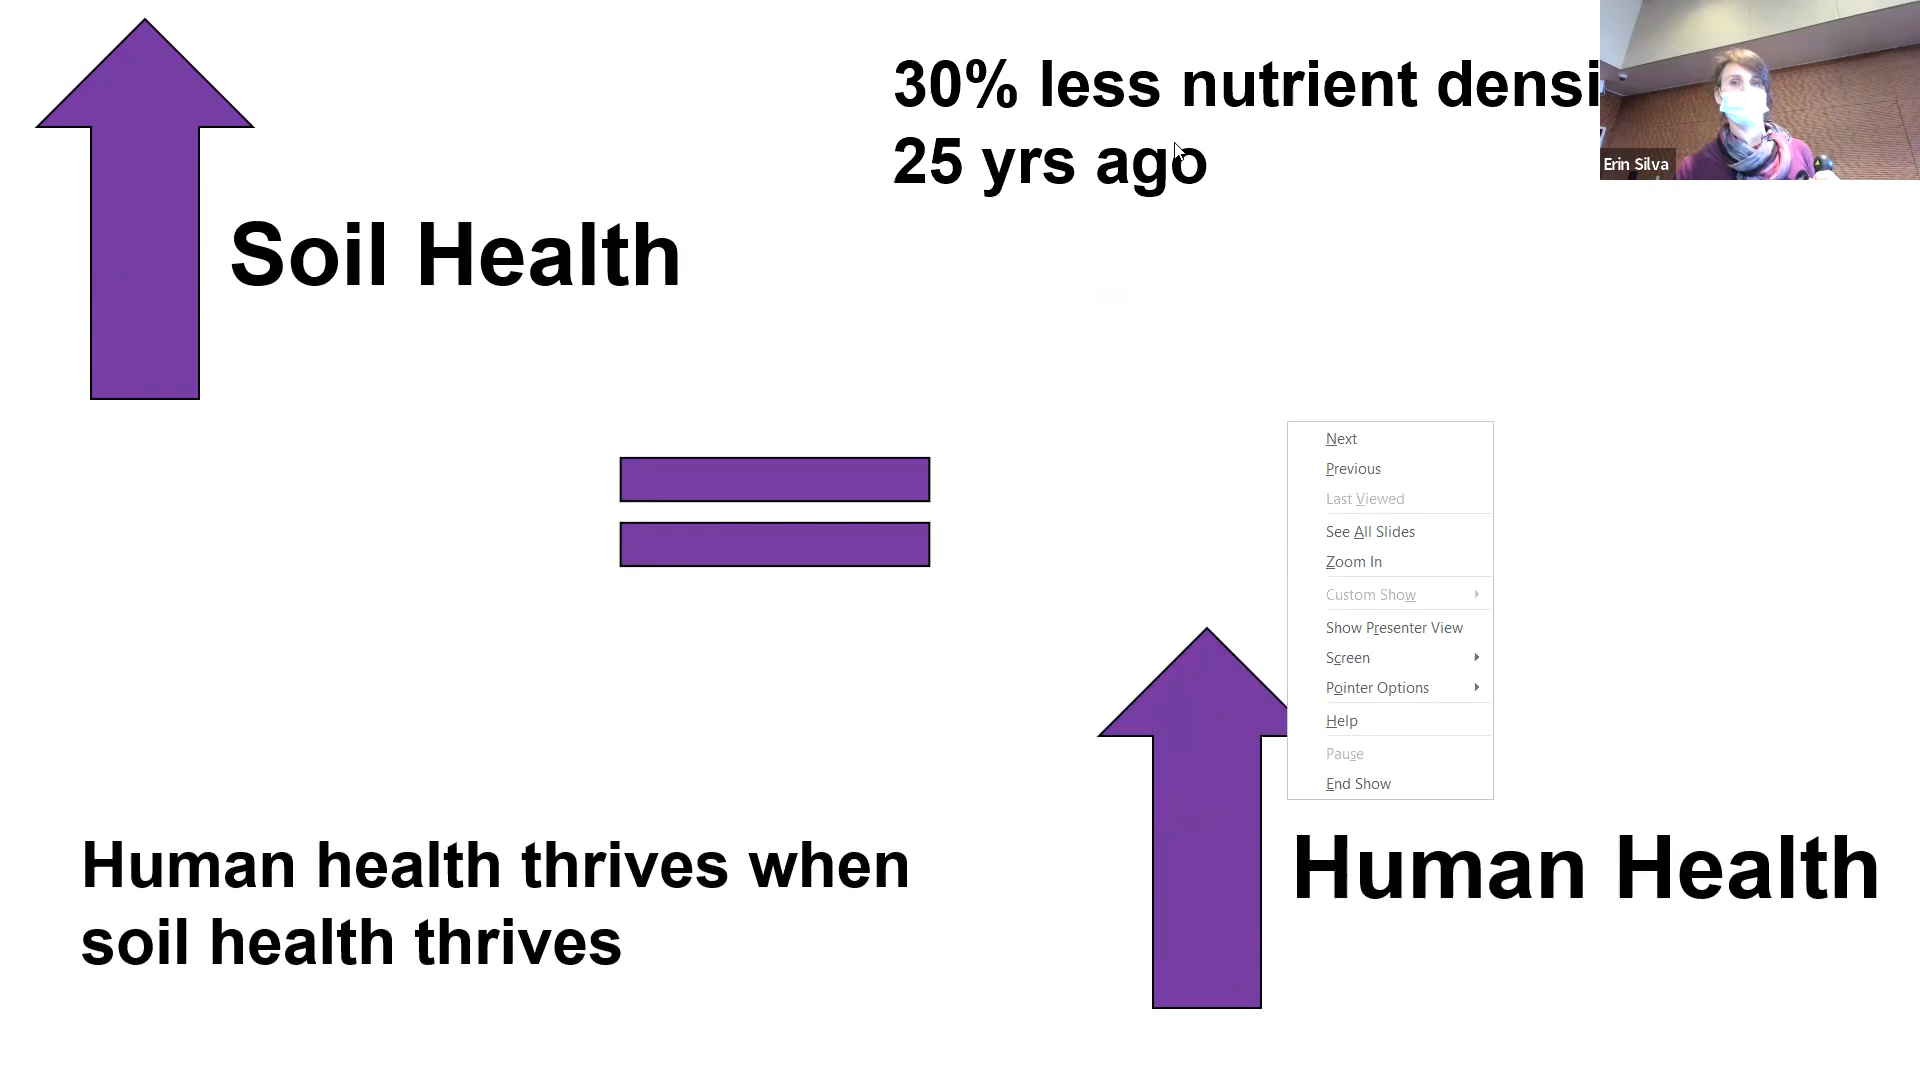 30% less nutrient densi
25 yrs ago
Erin Silva
Soil Health
Next
Previous
Last Viewed
See All Slides
Zoom In
Custom Show
Show Presenter View
Screen
Pointer Options
Help
Pause
End Show
Human health thrives when
soil health thrives
Human Health